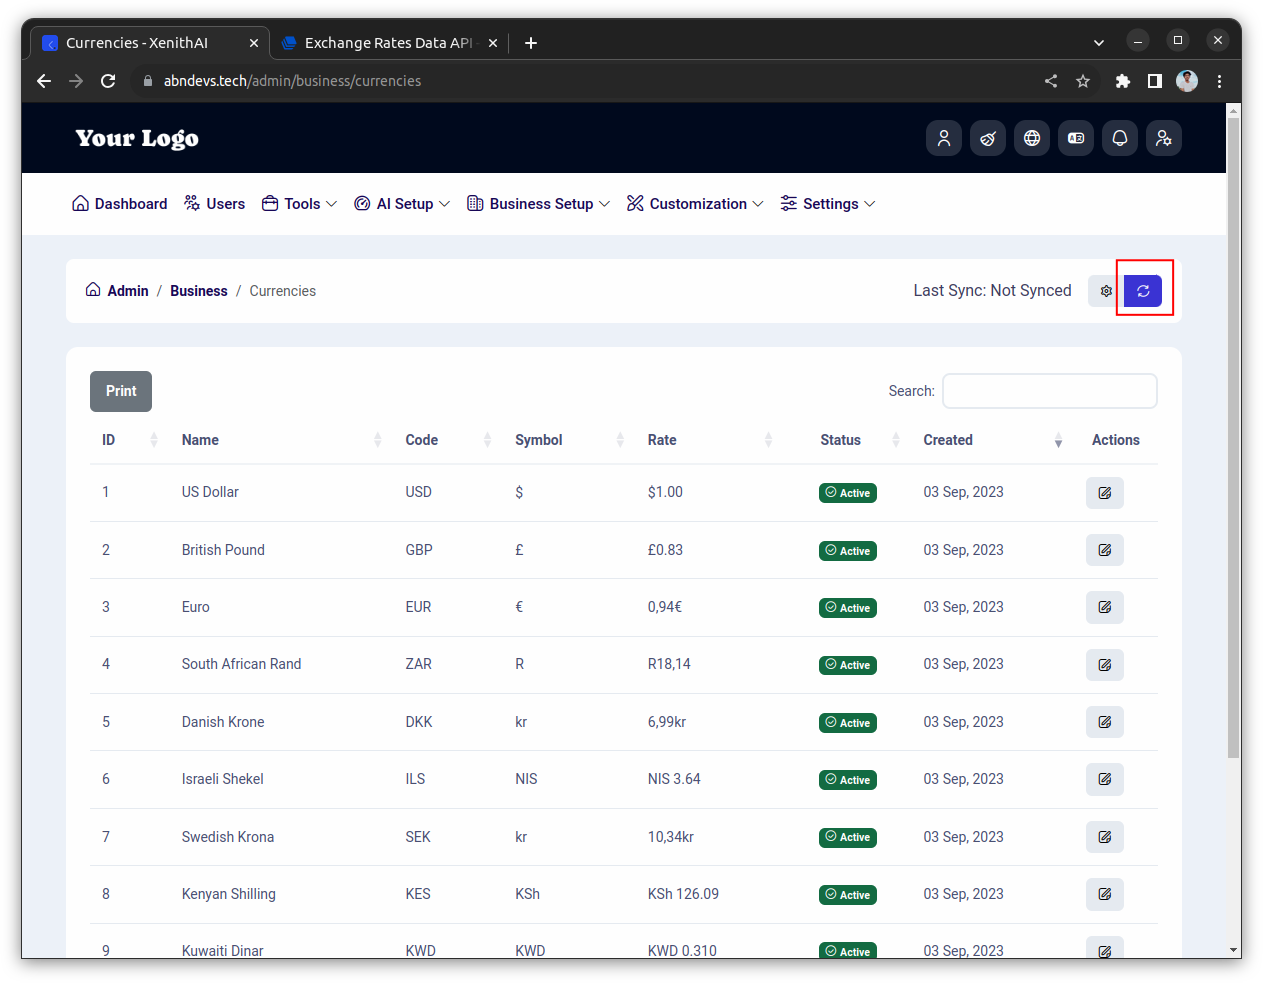 Currencies - XenithAI
Exchange Rates Data API -
abndevs.tech/admin/business/currencies
Your Logo
Dashboard Users Tools AI Setup Business Setup Customization Settings
Admin / Business / Currencies Last Sync: Not Synced
Print Search:
ID Name Code Symbol Rate Status Created Actions
1 US Dollar USD $ $1.00 Active 03 Sep, 2023
2 British Pound GBP £ £0.83 Active 03 Sep, 2023
3 Euro EUR € 0,94€ Active 03 Sep, 2023
4 South African Rand ZAR R R18,14 Active 03 Sep, 2023
5 Danish Krone DKK kr 6,99kr Active 03 Sep, 2023
6 Israeli Shekel ILS NIS NIS 3.64 Active 03 Sep, 2023
7 Swedish Krona SEK kr 10,34kr Active 03 Sep, 2023
8 Kenyan Shilling KES KSh KSh 126.09 Active 03 Sep, 2023
9 Kuwaiti Dinar KWD KWD KWD 0.310 Active 03 Sep, 2023